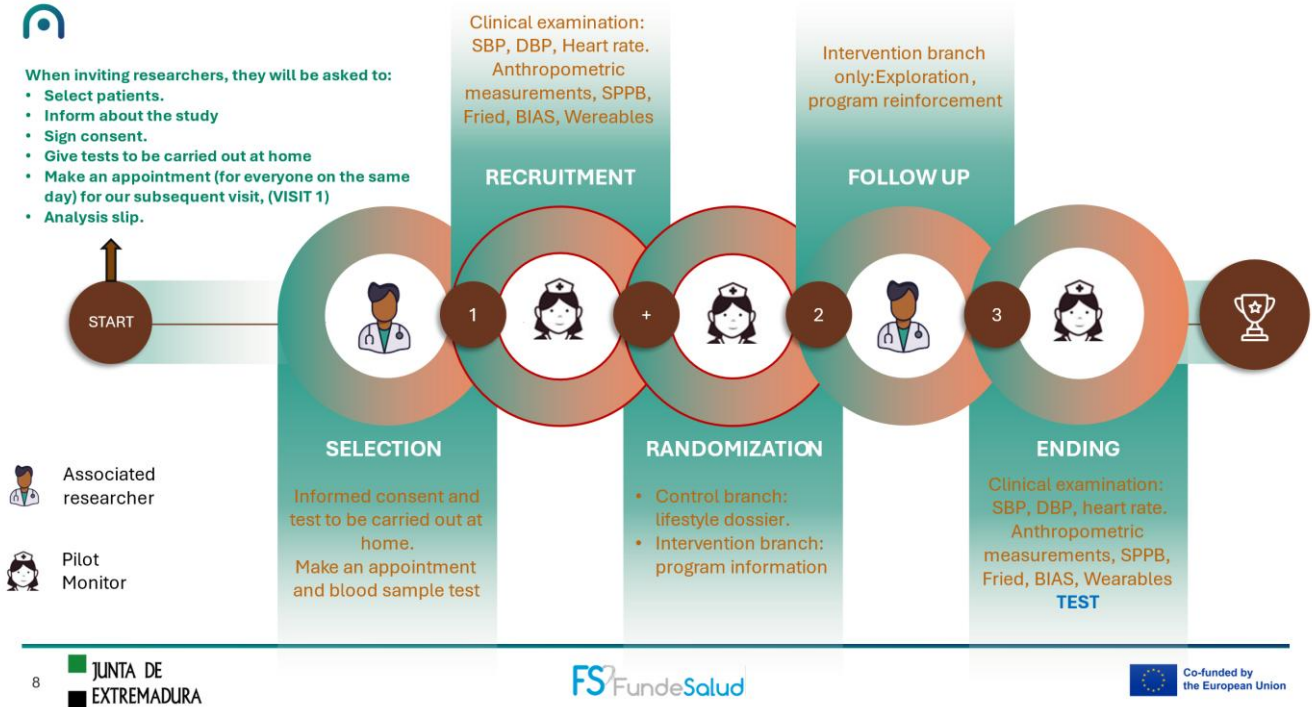 When inviting researchers, they will be asked to:
• Select patients.
• Inform about the study
• Sign consent.
• Give tests to be carried out at home
• Make an appointment (for everyone on the same
day) for our subsequent visit, (VISIT 1)
• Analysis slip.
START
Clinical examination:
SBP, DBP, Heart rate.
Anthropometric
measurements, SPPB,
Fried, BIAS, Wereables
RECRUITMENT
Intervention branch
only:Exploration,
program reinforcement
FOLLOW UP
1
+
2
3
SELECTION
Informed consent and
test to be carried out at
home.
Make an appointment
and blood sample test
RANDOMIZATION
• Control branch:
lifestyle dossier.
• Intervention branch:
program information
ENDING
Clinical examination:
SBP, DBP, heart rate.
Anthropometric
measurements, SPPB,
Fried, BIAS, Wearables
TEST
Associated
researcher
Pilot
Monitor
8
JUNTA DE
EXTREMADURA
FS FundeSalud
Co-funded by
the European Union